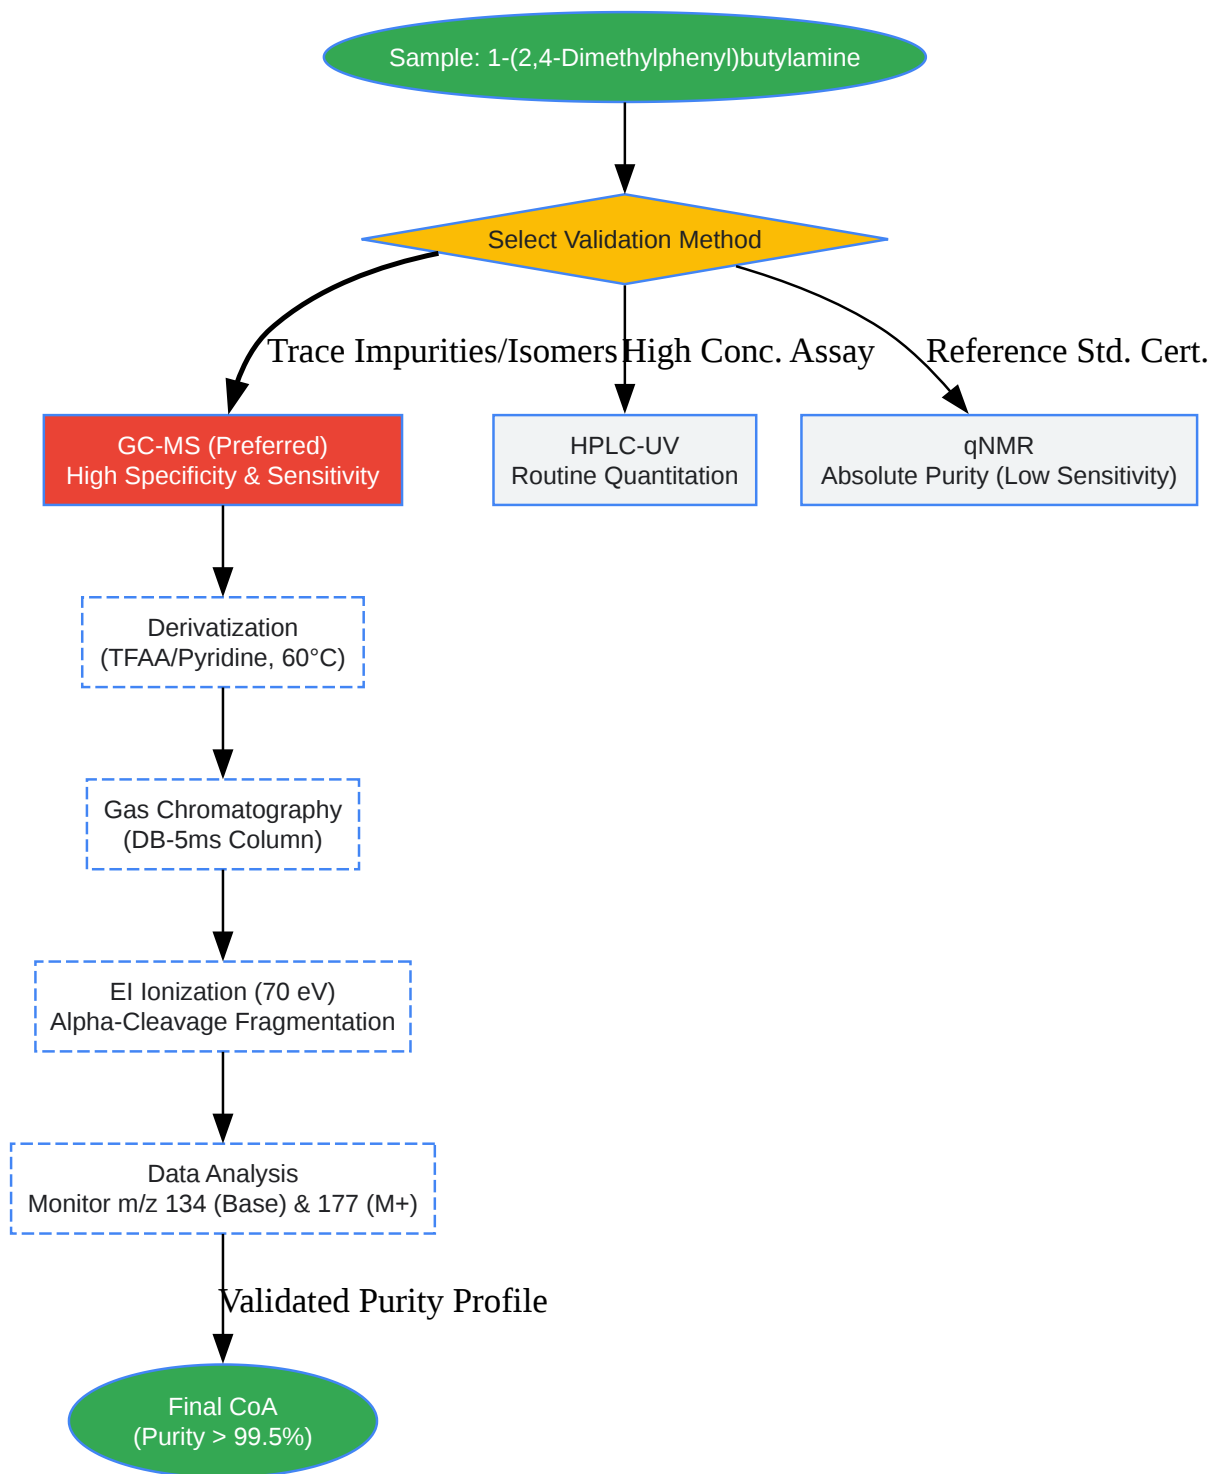 Sample: 1-(2,4-Dimethylphenyl)butylamine
Select Validation Method
Trace Impurities/Isomers
High Conc. Assay
Reference Std. Cert.
GC-MS (Preferred)
High Specificity & Sensitivity
HPLC-UV
Routine Quantitation
qNMR
Absolute Purity (Low Sensitivity)
Derivatization
(TFAA/Pyridine, 60°C)
Gas Chromatography
(DB-5ms Column)
EI Ionization (70 eV)
Alpha-Cleavage Fragmentation
Data Analysis
Monitor m/z 134 (Base) & 177 (M+)
Validated Purity Profile
Final CoA
(Purity > 99.5%)